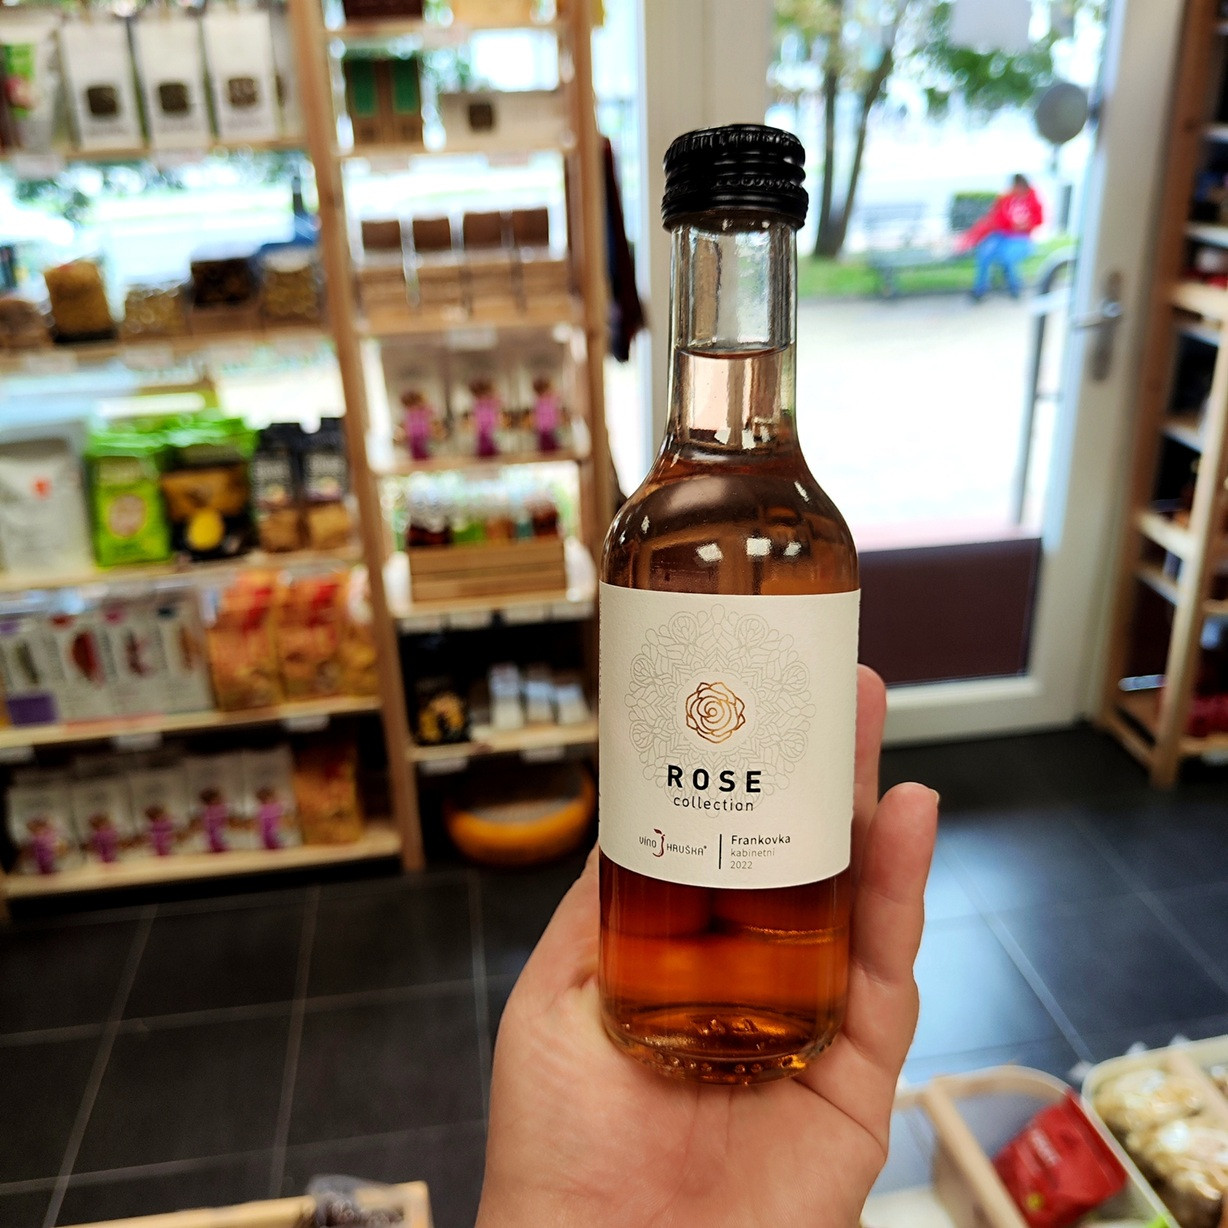 ROSE
collection
víno HRUŠKA®
Frankovka
kabinetní
2022